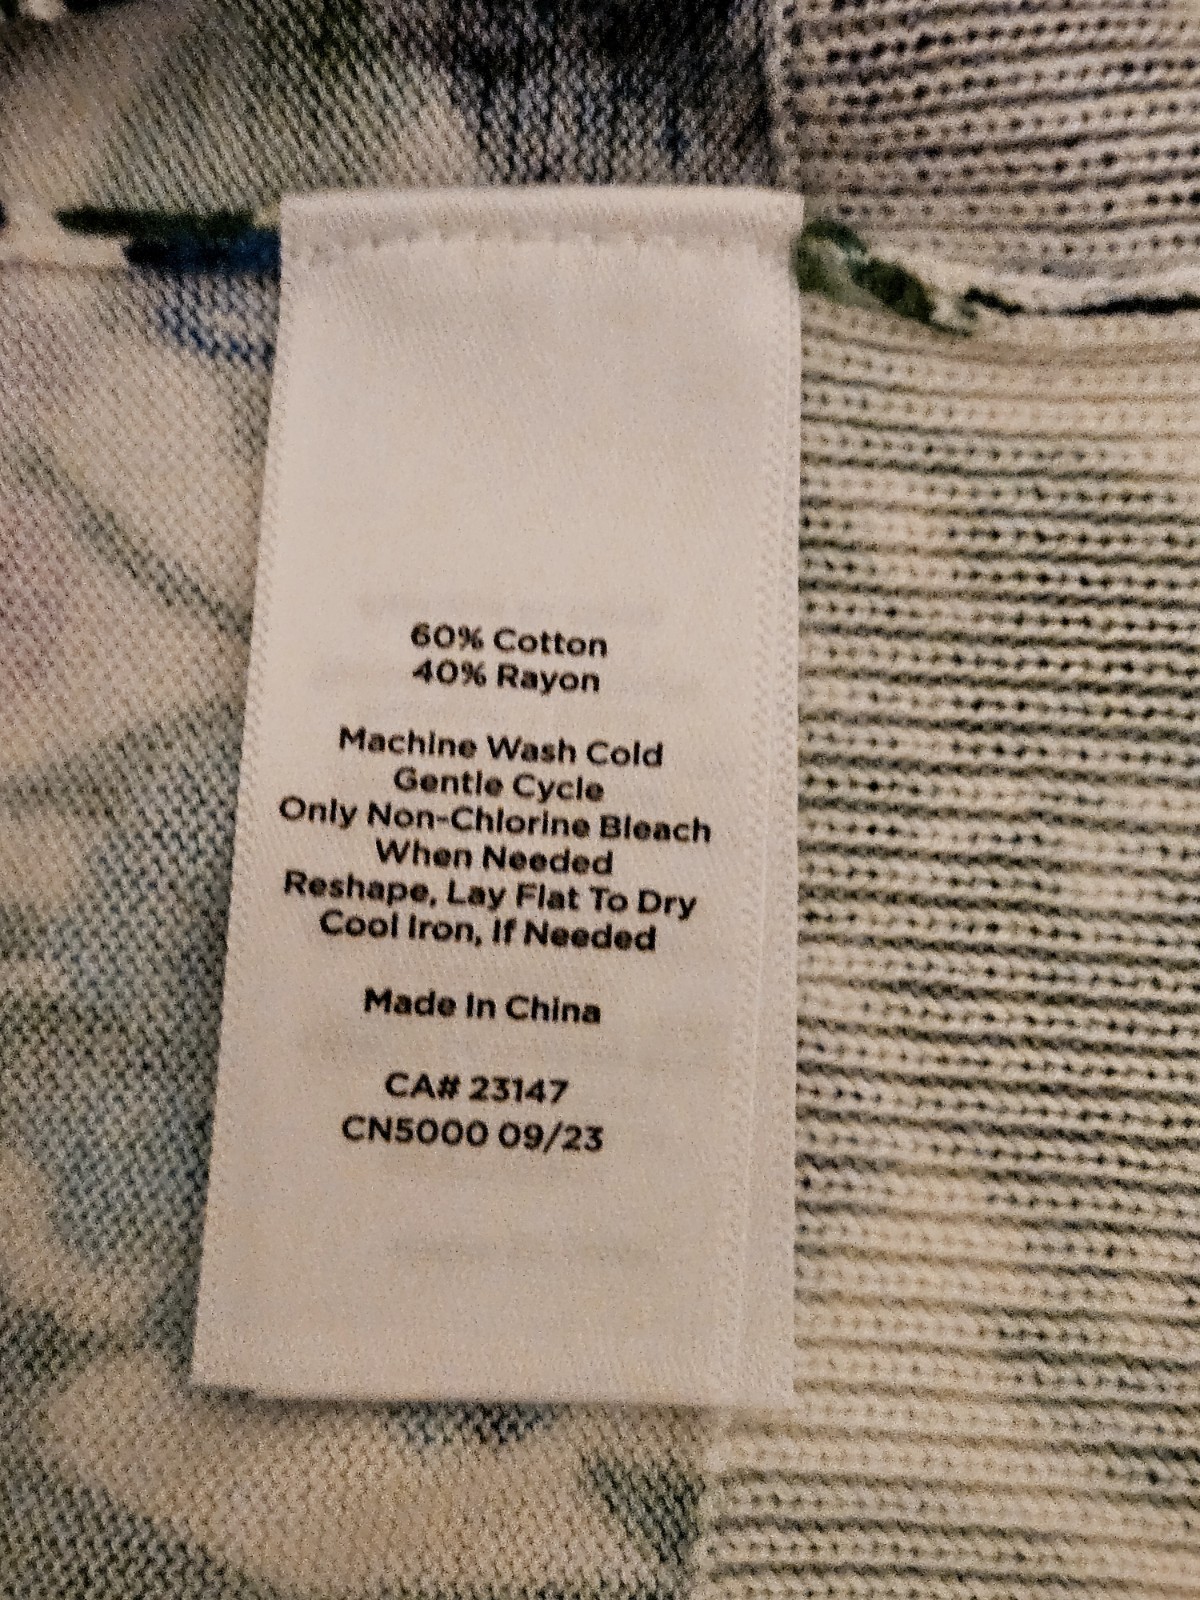 60% Cotton
40% Rayon
Machine Wash Cold
Gentle Cycle
Only Non-Chlorine Bleach
When Needed
Reshape, Lay Flat To Dry
Cool Iron, If Needed
Made In China
CA# 23147
CN5000 09/23